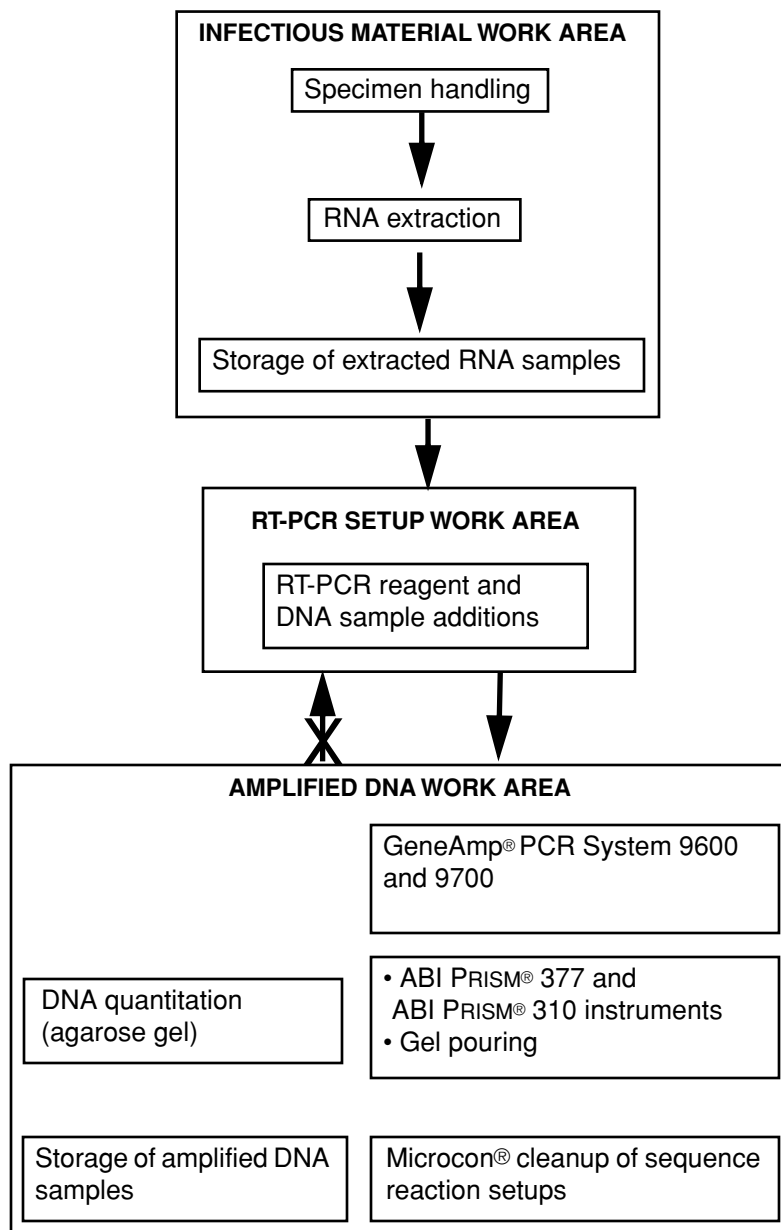 INFECTIOUS MATERIAL WORK AREA
Specimen handling
RNA extraction
Storage of extracted RNA samples
RT-PCR SETUP WORK AREA
RT-PCR reagent and
DNA sample additions
X
AMPLIFIED DNA WORK AREA
GeneAmp® PCR System 9600
and 9700
DNA quantitation
(agarose gel)
• ABI PRISM® 377 and
ABI PRISM® 310 instruments
• Gel pouring
Storage of amplified DNA
samples
Microcon® cleanup of sequence
reaction setups